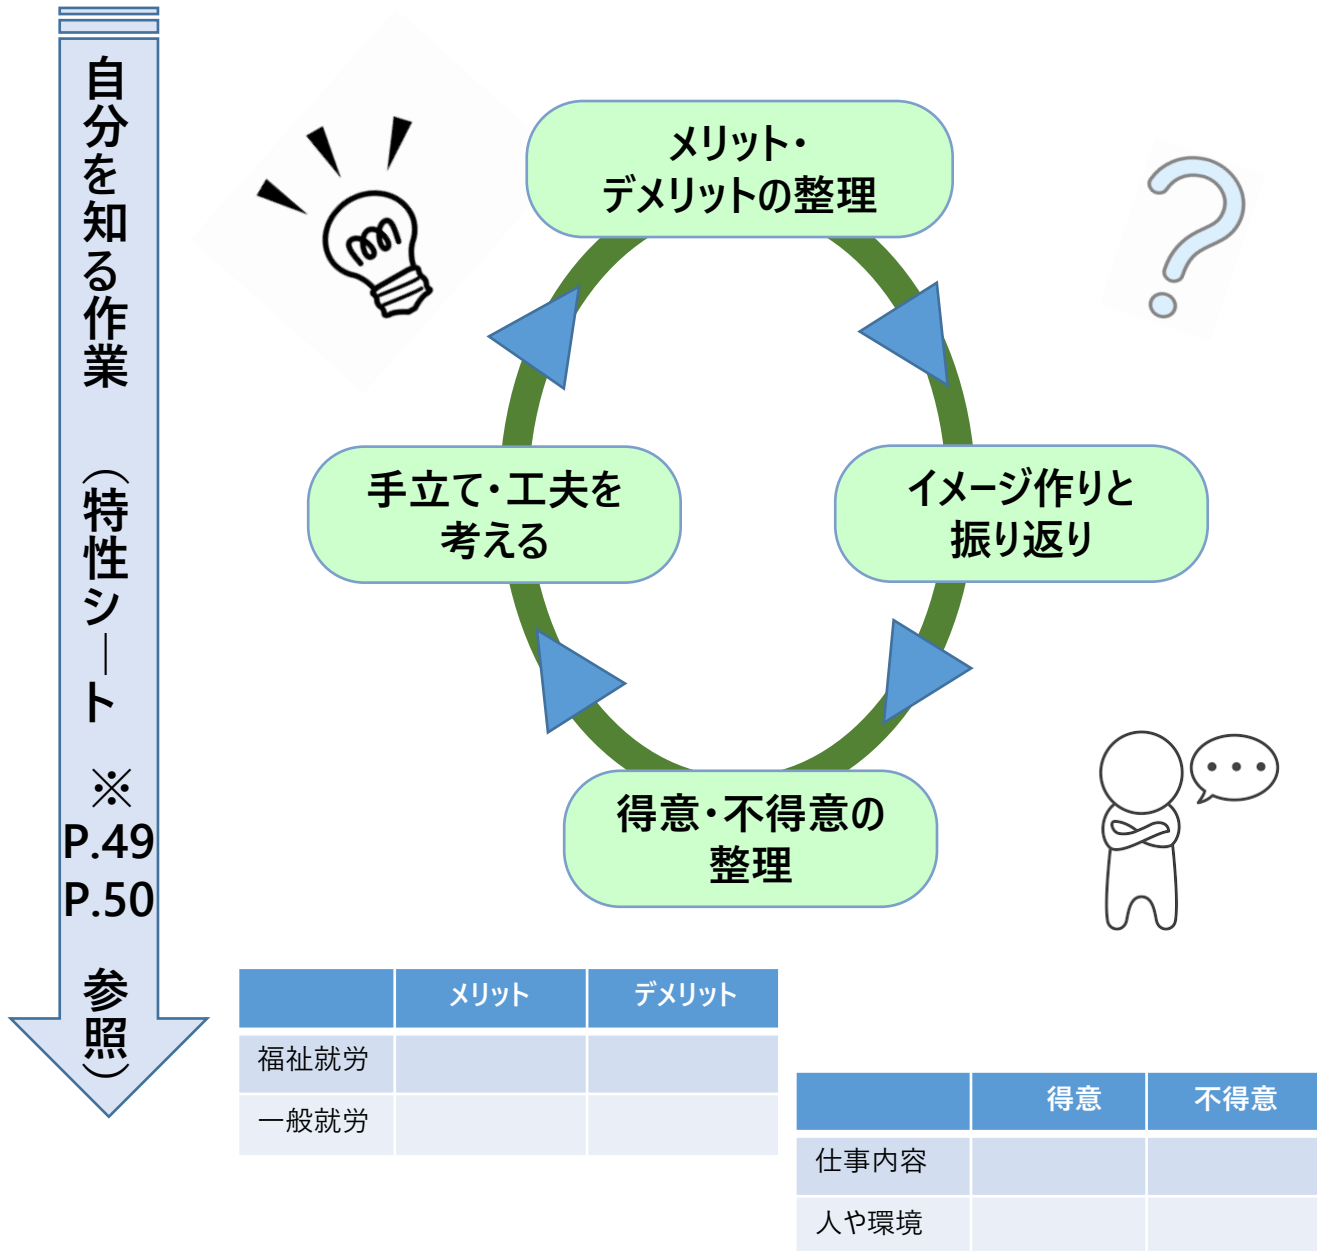 自分を知る作業　（特性シート　※
P.49
P.50
参照）
メリット・
デメリットの整理
イメージ作りと
振り返り
得意・不得意の
整理
手立て・工夫を
考える
メリット　デメリット
福祉就労
一般就労
得意　不得意
仕事内容
人や環境